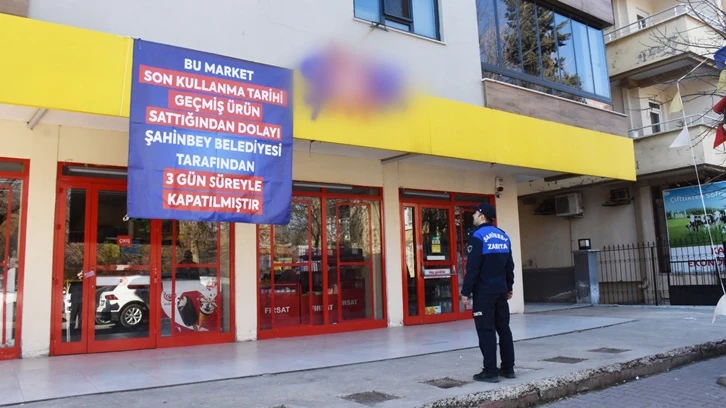 BU MARKET
SON KULLANMA TARİHİ
GEÇMİŞ ÜRÜN
SATTIĞINDAN DOLAYI
ŞAHİNBEY BELEDİYESİ
TARAFINDAN
3 GÜN SÜREYLE
KAPATILMIŞTIR
ÇIKIŞ
FIRSAT
FIRSAT
FIRSAT
ŞAHİNBEY
ZABITA